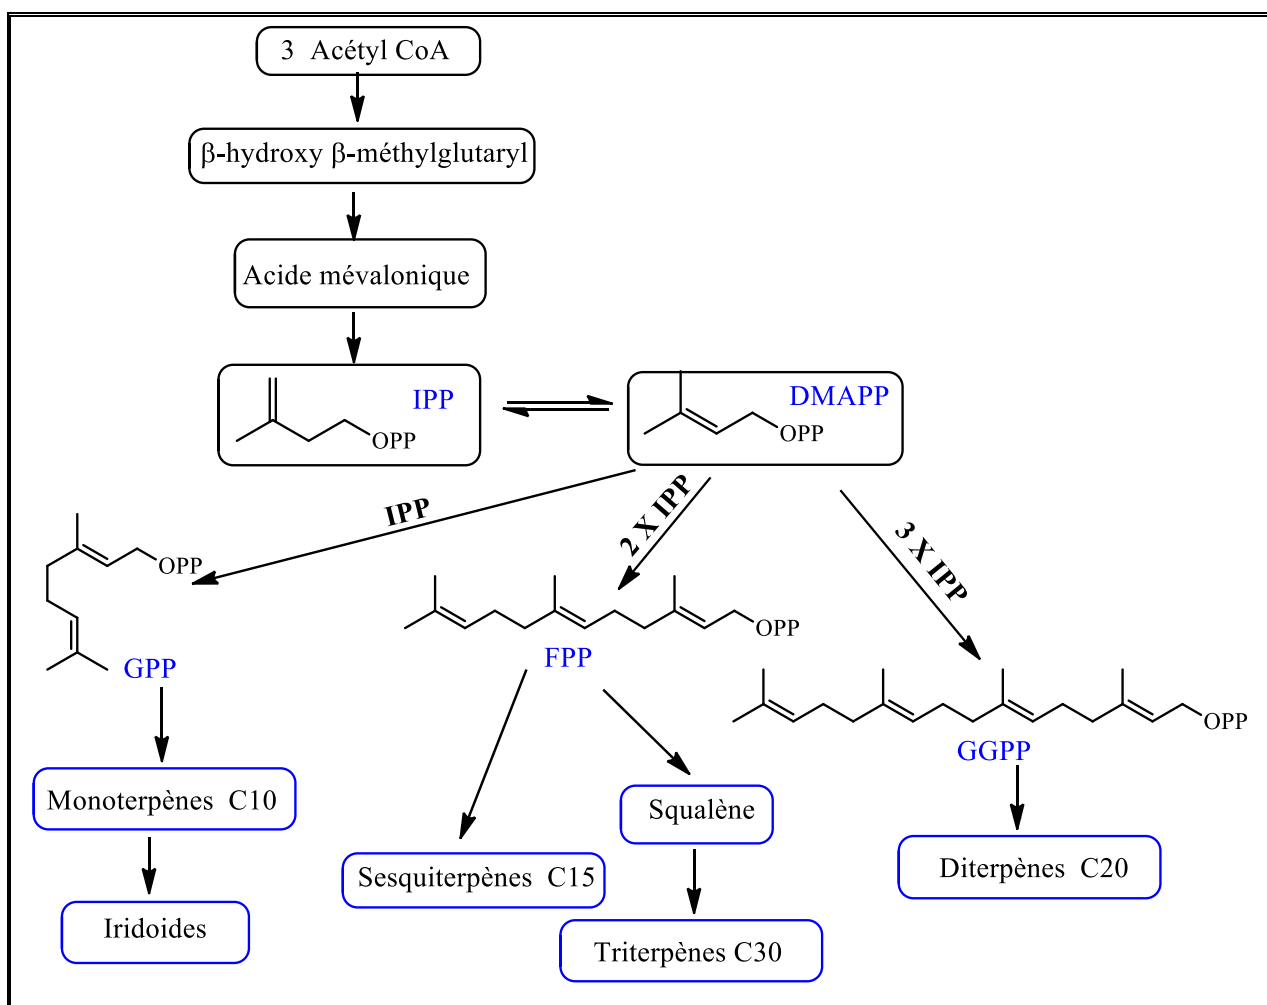 3 Acétyl CoA
β-hydroxy β-méthylglutaryl
Acide mévalonique
IPP
OPP
DMAPP
OPP
IPP
2 X IPP
3 X IPP
OPP
GPP
OPP
FPP
OPP
GGPP
Monoterpènes C10
Squalène
Sesquiterpènes C15
Diterpènes C20
Iridoides
Triterpènes C30